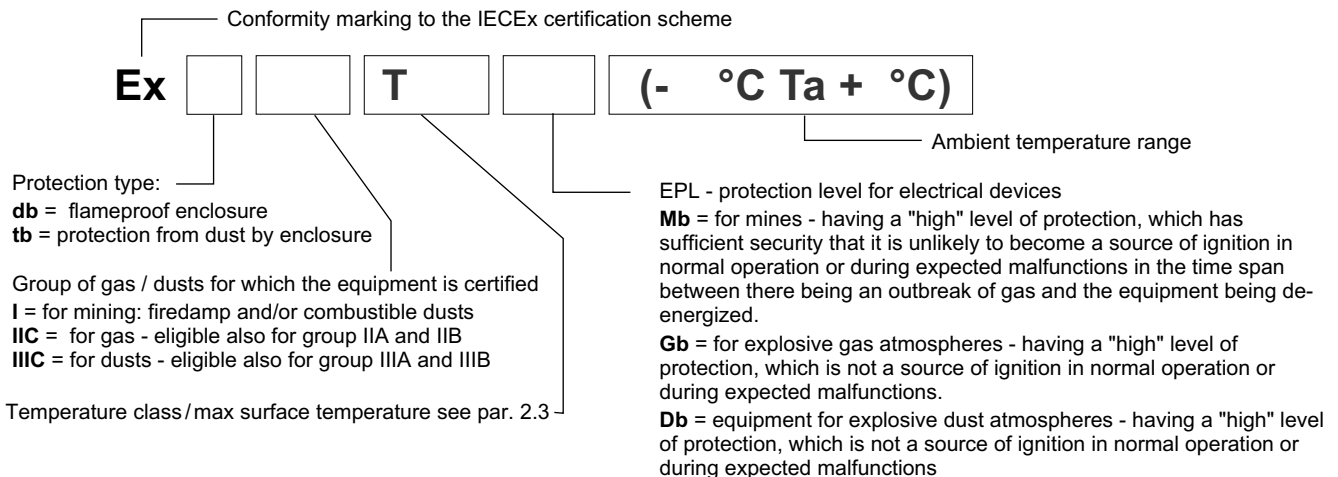 Conformity marking to the IECEx certification scheme
Ex T (- °C Ta + °C)
Ambient temperature range
Protection type:
db = flameproof enclosure
tb = protection from dust by enclosure
Group of gas / dusts for which the equipment is certified
I = for mining: firedamp and/or combustible dusts
IIC = for gas - eligible also for group IIA and IIB
IIIC = for dusts - eligible also for group IIIA and IIIB
Temperature class/max surface temperature see par. 2.3
EPL - protection level for electrical devices
Mb = for mines - having a "high" level of protection, which has
sufficient security that it is unlikely to become a source of ignition in
normal operation or during expected malfunctions in the time span
between there being an outbreak of gas and the equipment being de-
energized.
Gb = for explosive gas atmospheres - having a "high" level of
protection, which is not a source of ignition in normal operation or
during expected malfunctions.
Db = equipment for explosive dust atmospheres - having a "high" level
of protection, which is not a source of ignition in normal operation or
during expected malfunctions